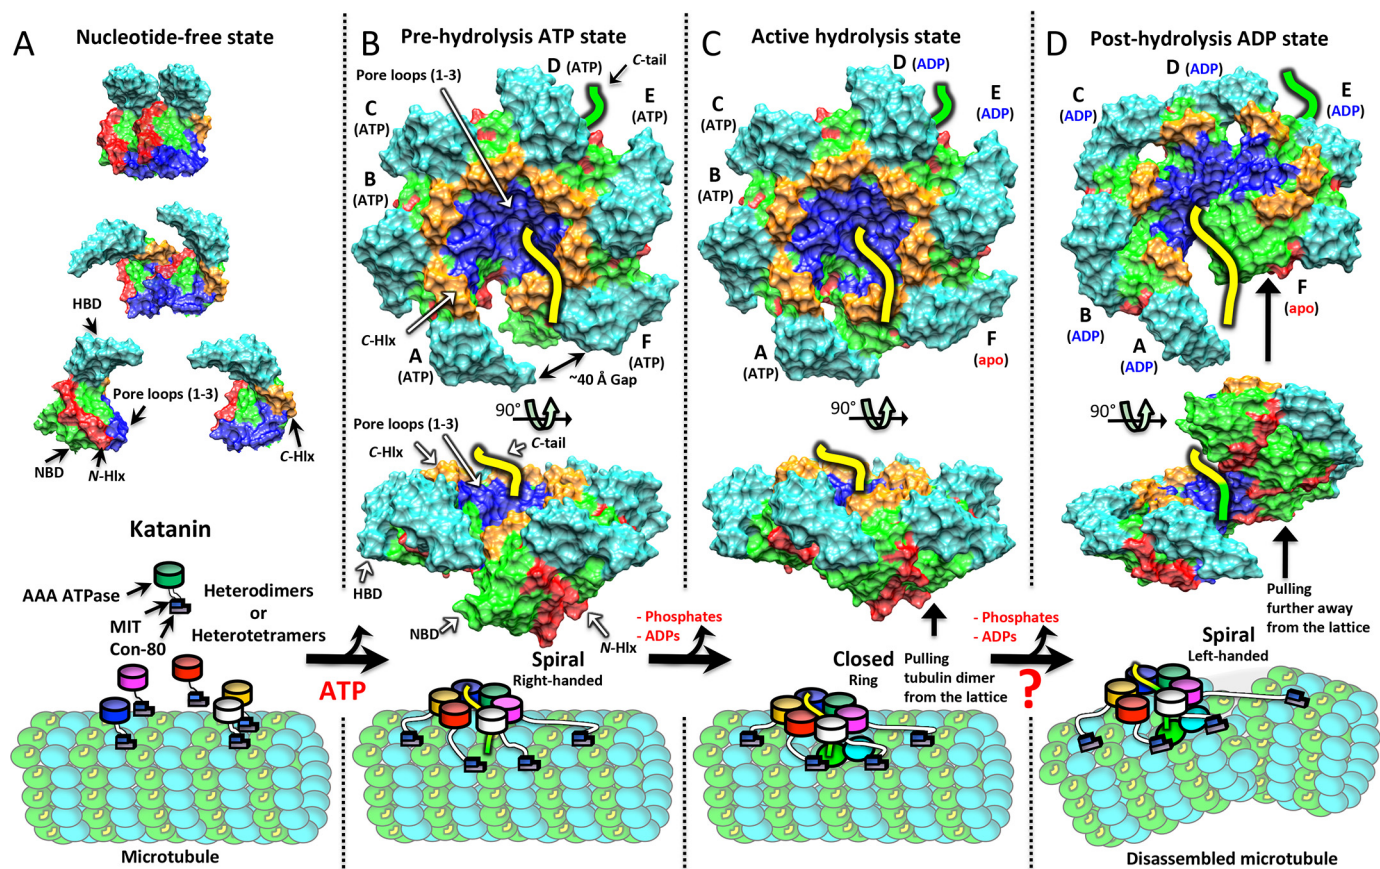 A
Nucleotide-free state
HBD
Pore loops (1-3)
NBD
N-Hlx
C-Hlx
Katanin
AAA ATPase
MIT
Con-80
Heterodimers
or
Heterotetramers
Microtubule
ATP
B
Pre-hydrolysis ATP state
Pore loops (1-3)
D (ATP)
C-tail
C
(ATP)
E
(ATP)
B
(ATP)
C-Hlx
A
(ATP)
F
(ATP)
~40 Å Gap
90°
Pore loops (1-3)
C-tail
C-Hlx
HBD
NBD
N-Hlx
Spiral
Right-handed
- Phosphates
- ADPs
C
Active hydrolysis state
D (ADP)
C
(ATP)
E
(ADP)
B
(ATP)
A
(ATP)
F
(apo)
90°
Closed
Ring
Pulling
tubulin dimer
from the lattice
- Phosphates
- ADPs
?
D
Post-hydrolysis ADP state
D (ADP)
C
(ADP)
E
(ADP)
F
(apo)
B
(ADP)
A
(ADP)
90°
Pulling
further away
from the lattice
Spiral
Left-handed
Disassembled microtubule